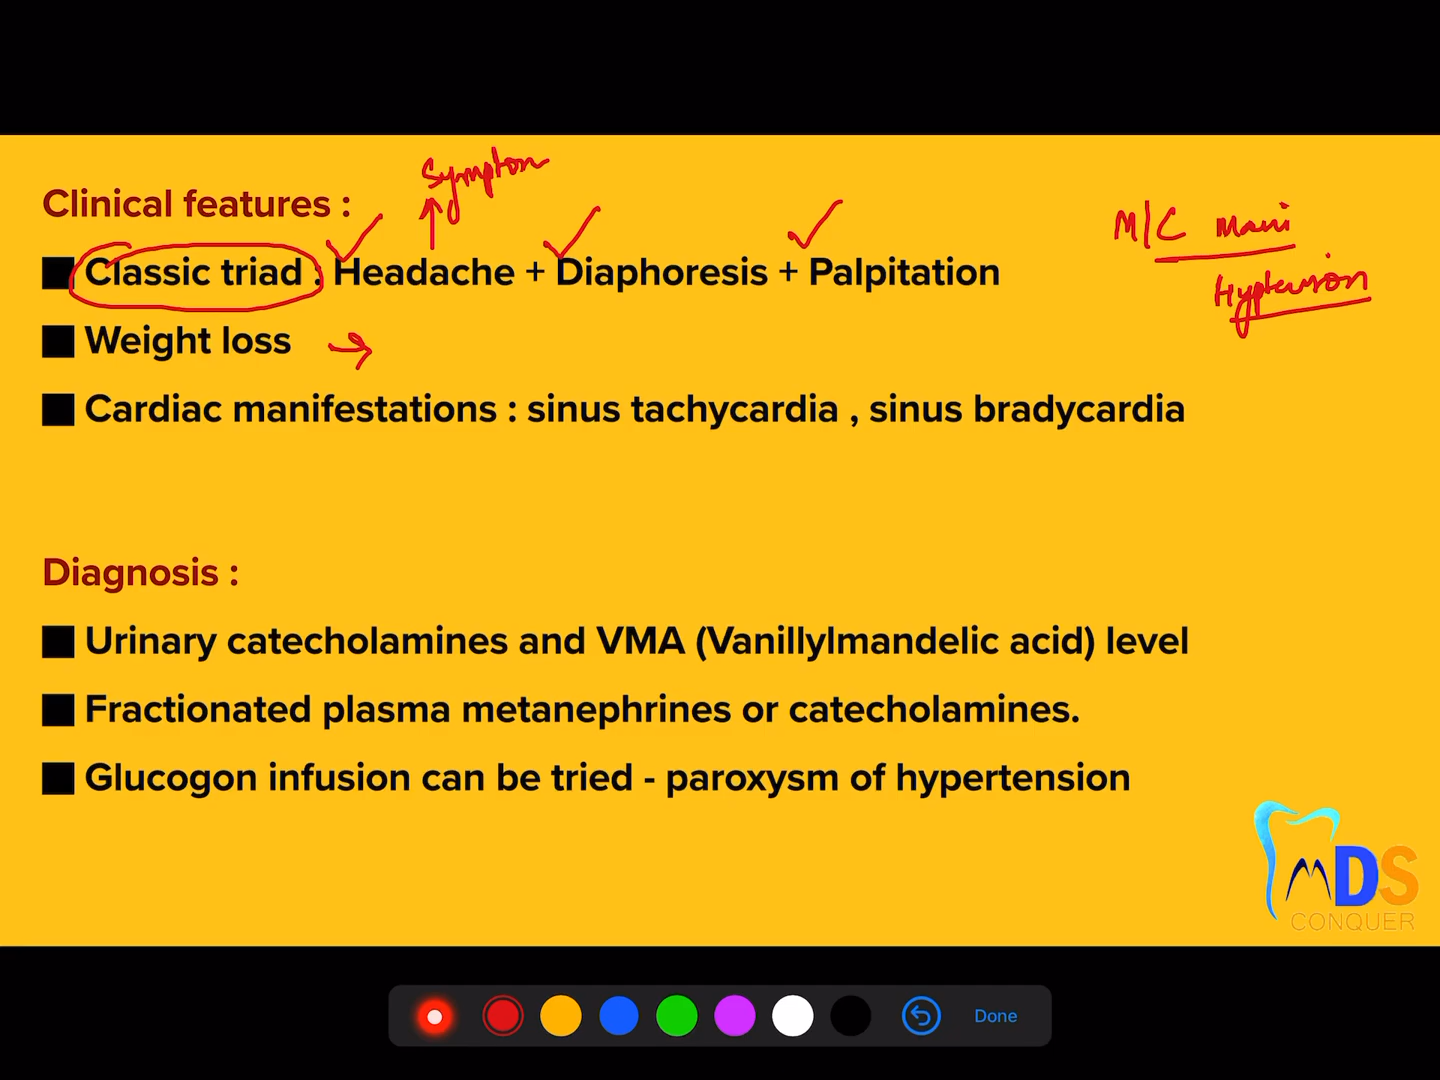 Sympton
Clinical features :
M/C Mani
Classic triad : Headache + Diaphoresis + Palpitation
Weight loss →
Cardiac manifestations : sinus tachycardia , sinus bradycardia
Diagnosis :
Urinary catecholamines and VMA (Vanillylmandelic acid) level
Fractionated plasma metanephrines or catecholamines.
Glucogon infusion can be tried - paroxysm of hypertension
MDS
CONQUER
Done